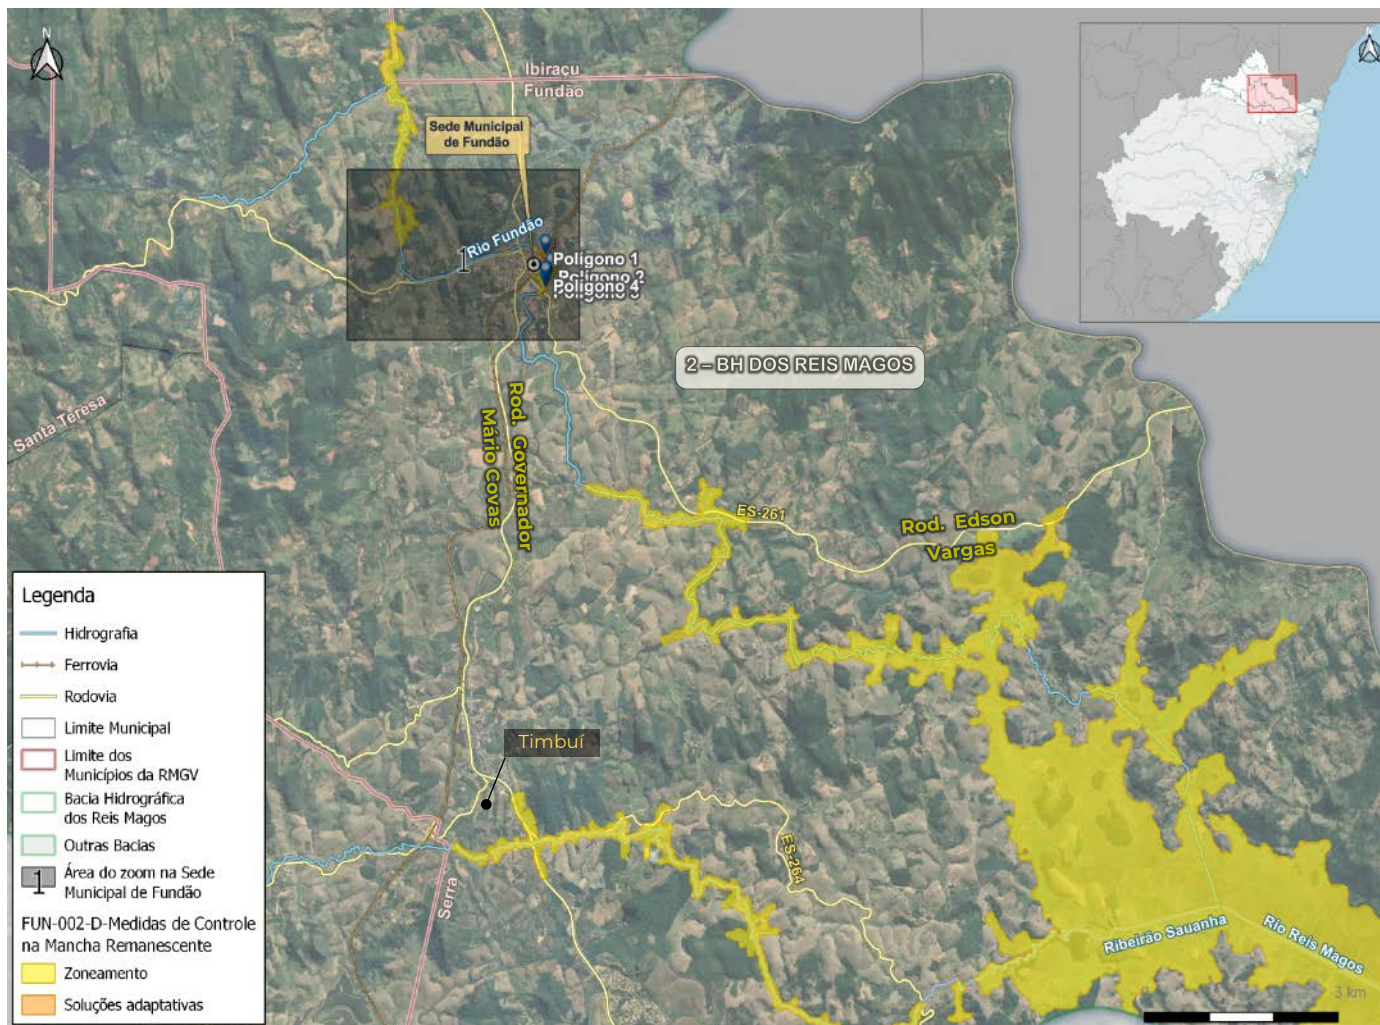 N
Ibiraçu
Fundão
Sede Municipal
de Fundão
Rio Fundão
1
Polígono 1
Polígono 2
Polígono 4
2 – BH DOS REIS MAGOS
Santa Teresa
Rod. Governador
Mário Covas
ES-261
Rod. Edson
Vargas
Timbuí
ES-264
Serra
Ribeirão Sauanha
Rio Reis Magos
3 km
Legenda
Hidrografia
Ferrovia
Rodovia
Limite Municipal
Limite dos
Municípios da RMGV
Bacia Hidrográfica
dos Reis Magos
Outras Bacias
1
Área do zoom na Sede
Municipal de Fundão
FUN-002-D-Medidas de Controle
na Mancha Remanescente
Zoneamento
Soluções adaptativas